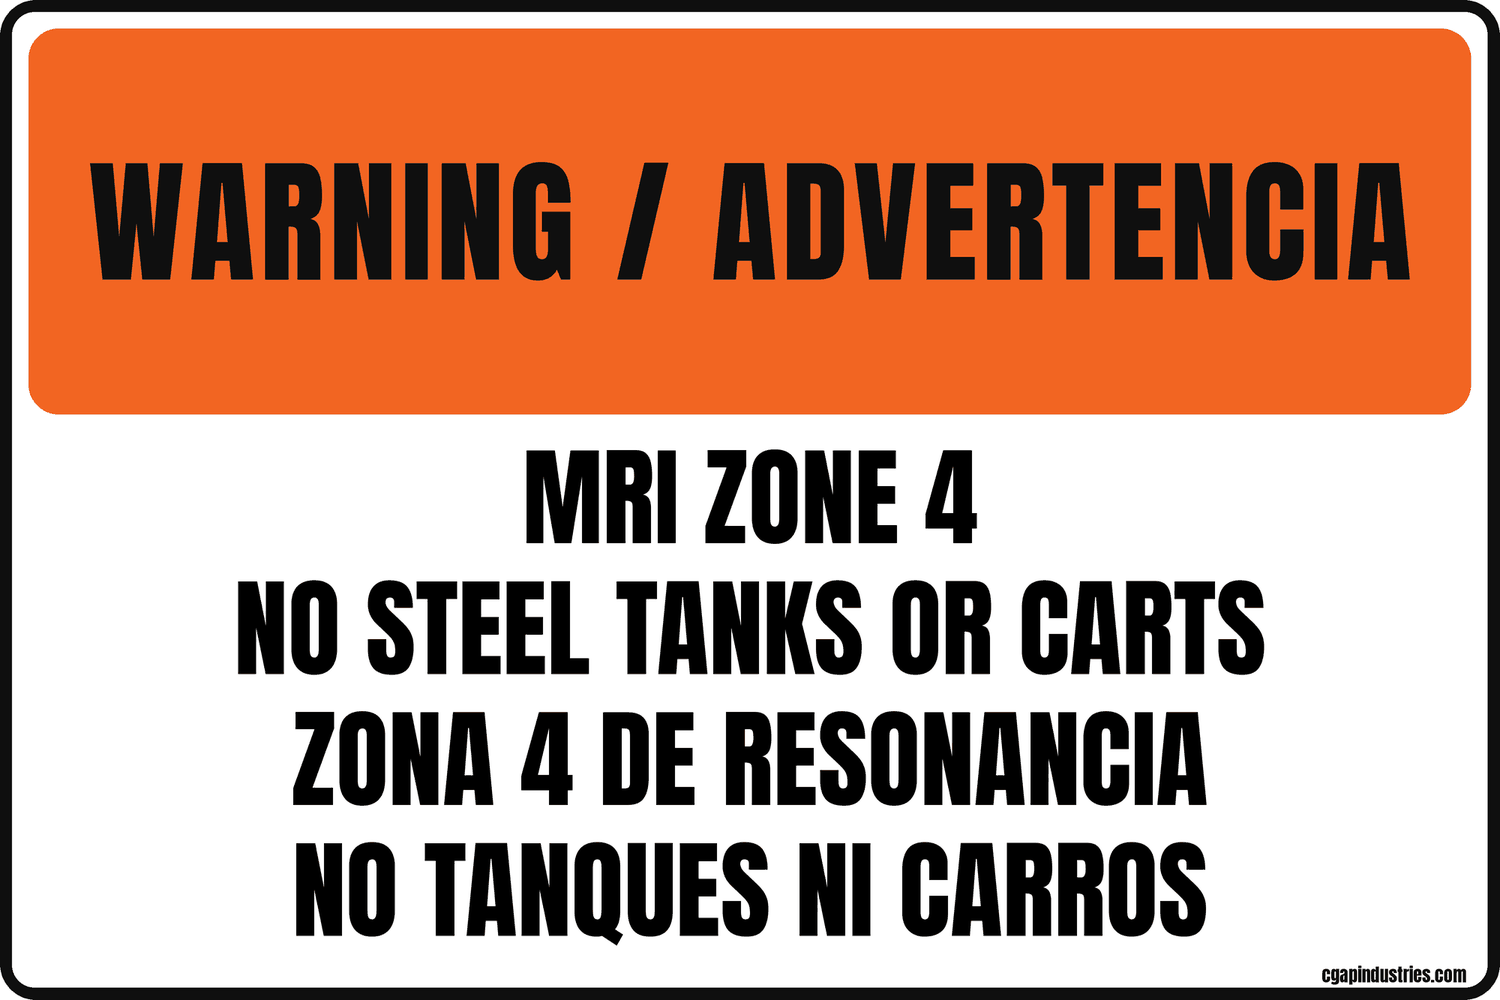 WARNING / ADVERTENCIA
MRI ZONE 4
NO STEEL TANKS OR CARTS
ZONA 4 DE RESONANCIA
NO TANQUES NI CARROS
cgapindustries.com